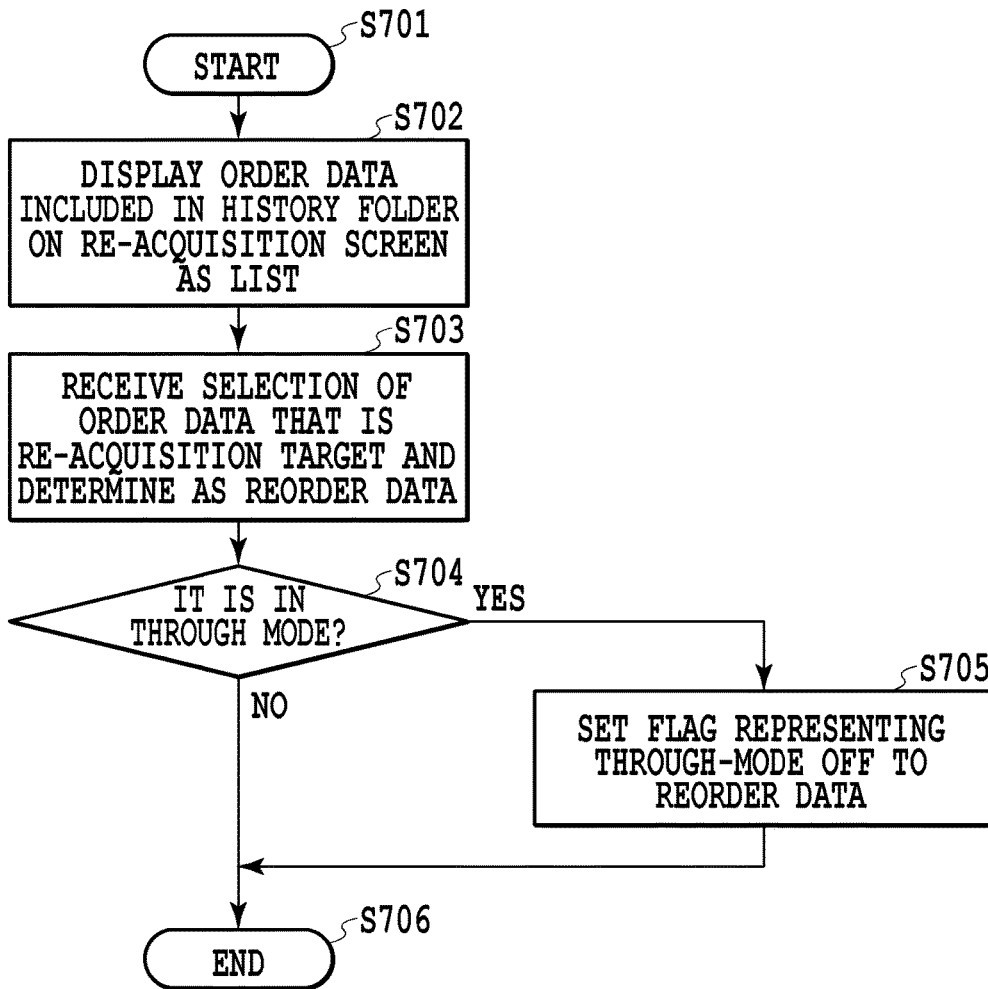 S701
START
S702
DISPLAY ORDER DATA
INCLUDED IN HISTORY FOLDER
ON RE-ACQUISITION SCREEN
AS LIST
S703
RECEIVE SELECTION OF
ORDER DATA THAT IS
RE-ACQUISITION TARGET AND
DETERMINE AS REORDER DATA
S704
IT IS IN
THROUGH MODE?
YES
NO
S705
SET FLAG REPRESENTING
THROUGH-MODE OFF TO
REORDER DATA
S706
END